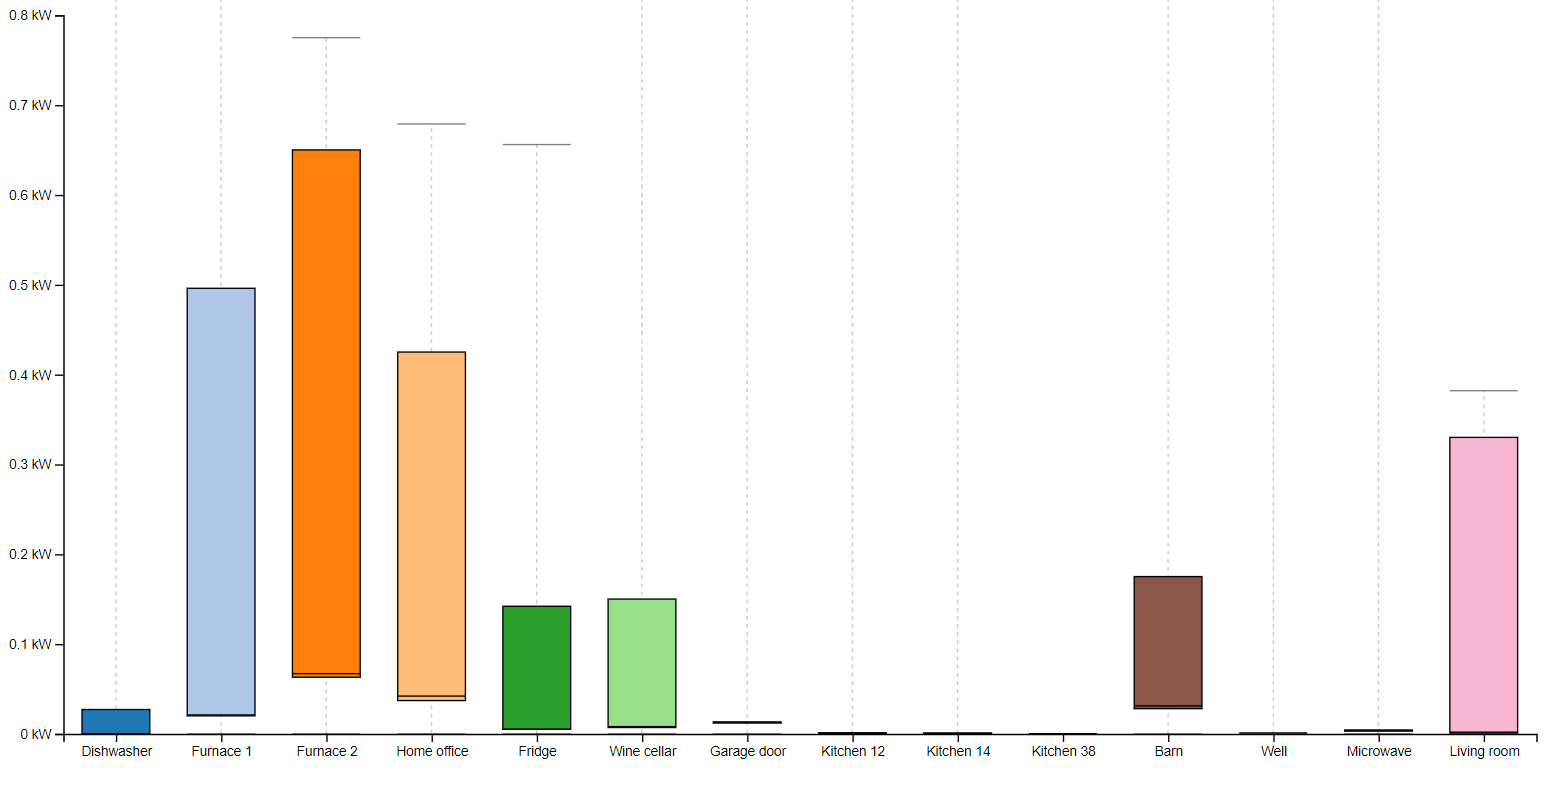 0.8 kW
0.7 kW
0.6 kW
0.5 kW
0.4 kW
0.3 kW
0.2 kW
0.1 kW
0 kW
Dishwasher Furnace 1 Furnace 2 Home office Fridge Wine cellar Garage door Kitchen 12 Kitchen 14 Kitchen 38 Barn Well Microwave Living room